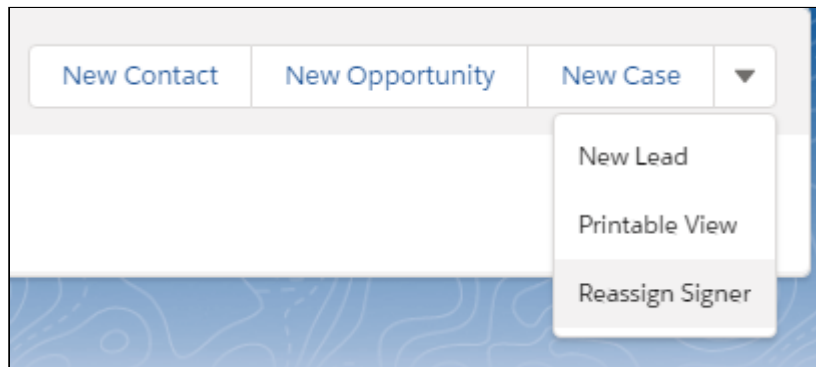 New Contact New Opportunity New Case
New Lead
Printable View
Reassign Signer